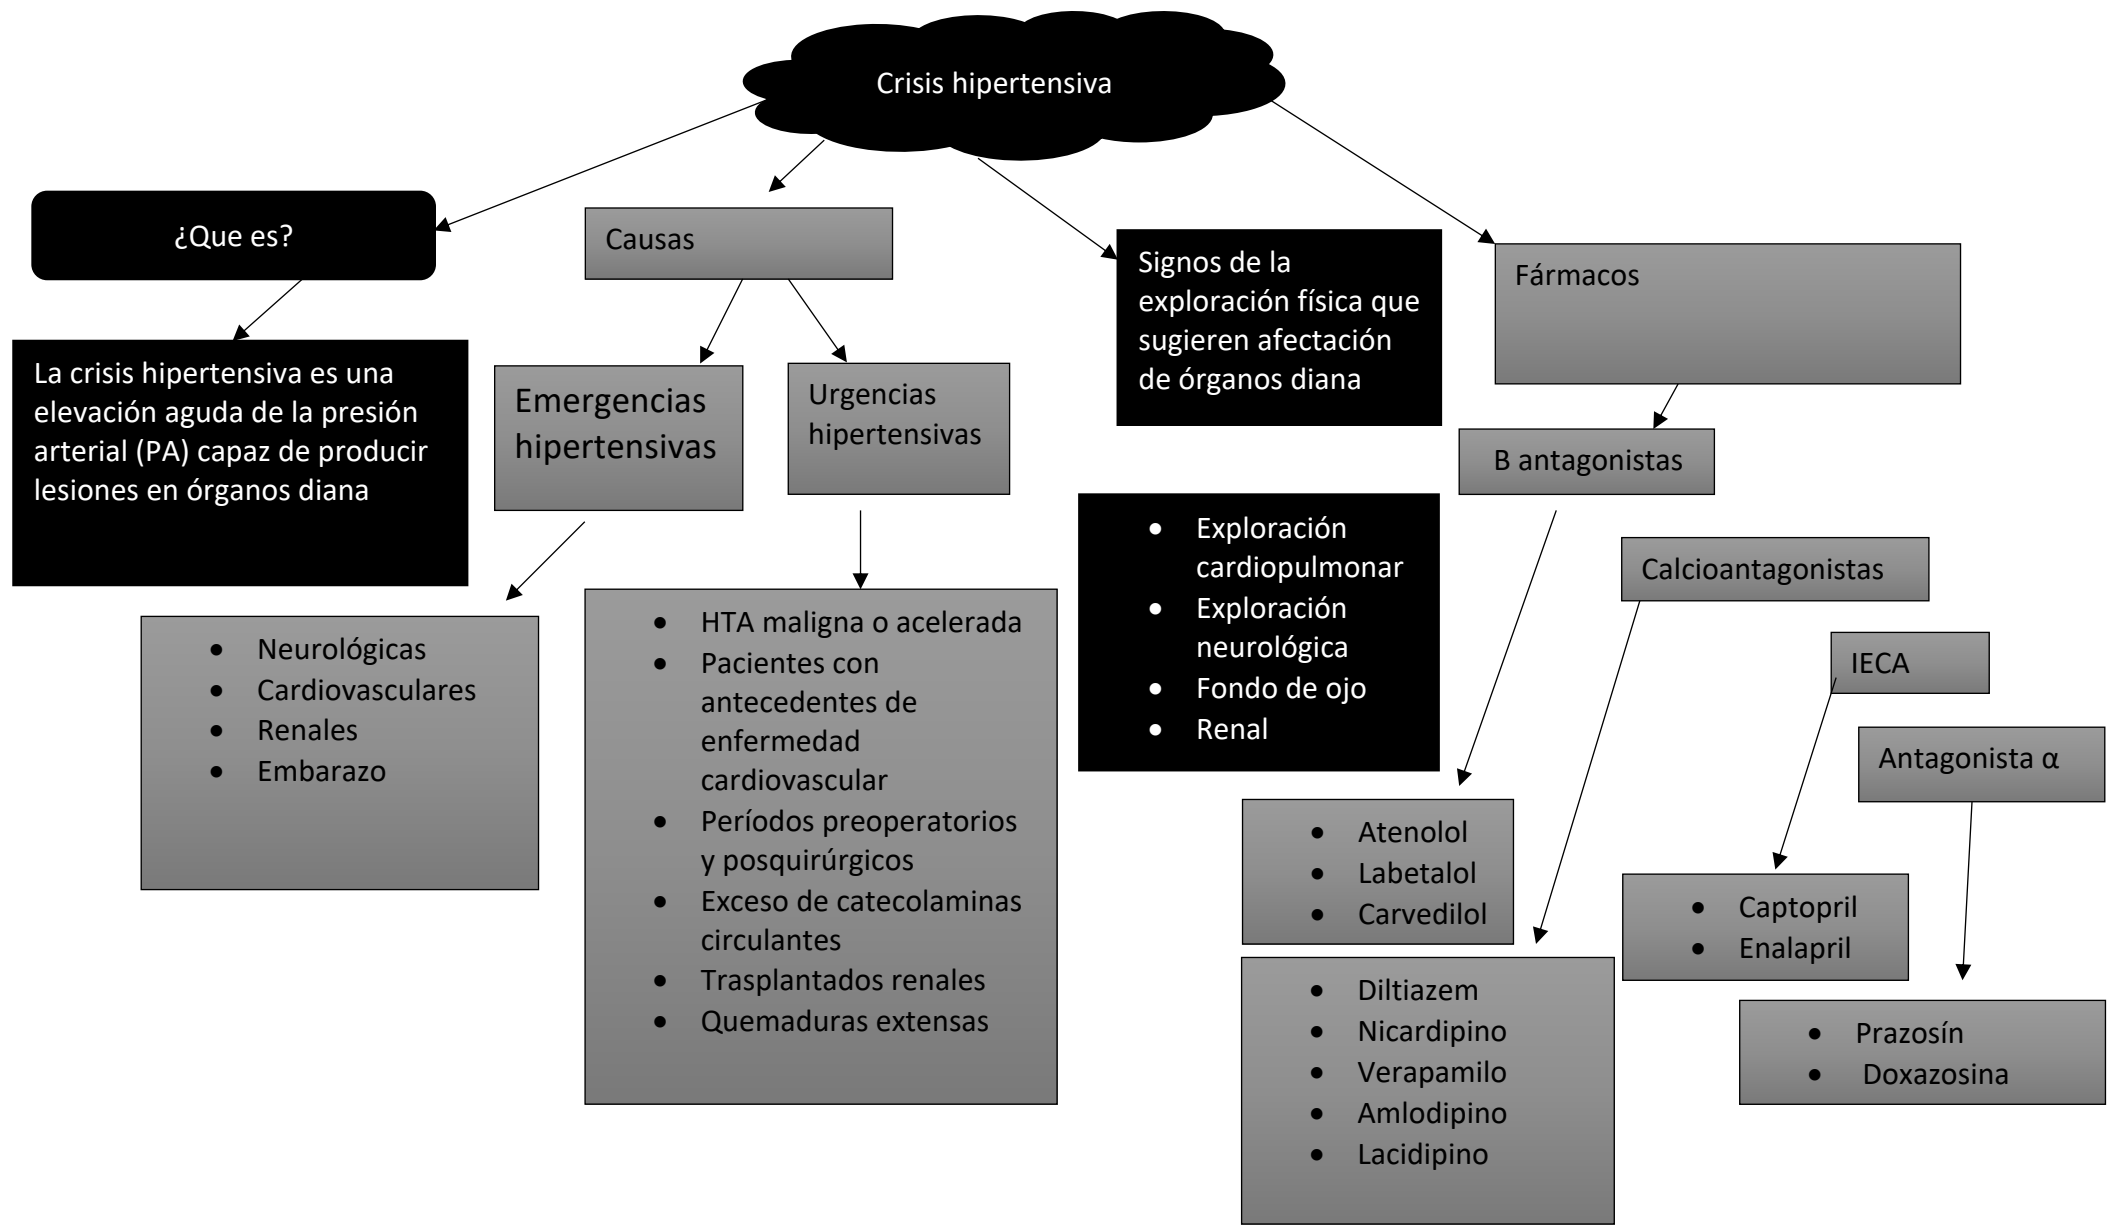 Crisis hipertensiva
¿Que es?
La crisis hipertensiva es una
elevación aguda de la presión
arterial (PA) capaz de producir
lesiones en órganos diana
Causas
Emergencias
hipertensivas
• Neurológicas
• Cardiovasculares
• Renales
• Embarazo
Urgencias
hipertensivas
• HTA maligna o acelerada
• Pacientes con
antecedentes de
enfermedad
cardiovascular
• Períodos preoperatorios
y posquirúrgicos
• Exceso de catecolaminas
circulantes
• Trasplantados renales
• Quemaduras extensas
Signos de la
exploración física que
sugieren afectación
de órganos diana
• Exploración
cardiopulmonar
• Exploración
neurológica
• Fondo de ojo
• Renal
Fármacos
B antagonistas
• Atenolol
• Labetalol
• Carvedilol
Calcioantagonistas
• Diltiazem
• Nicardipino
• Verapamilo
• Amlodipino
• Lacidipino
IECA
• Captopril
• Enalapril
Antagonista α
• Prazosín
• Doxazosina